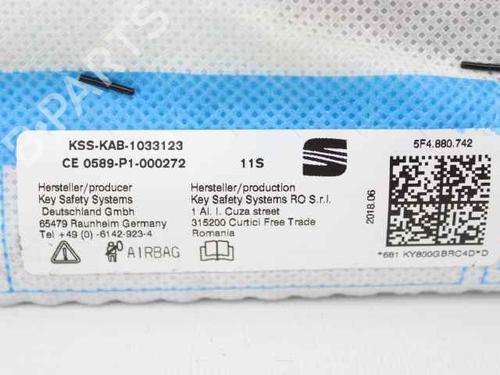 KSS-KAB-1033123
CE 0589-P1-000272
11S
5F4.880.742
Hersteller/producer
Key Safety Systems
Deutschland Gmbh
65479 Raunheim Germany
Tel +49 (0) -6142-923-4
Hersteller/production
Key Safety Systems RO S.r.l.
1 Al. I. Cuza street
315200 Curtici Free Trade
Romania
2018.06
AIRBAG
*681 KY800GBRC4D*D
B-PARTS